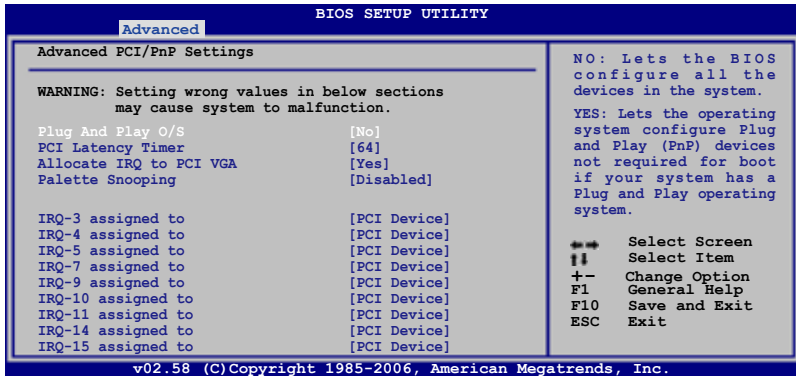 BIOS SETUP UTILITY
Advanced
Advanced PCI/PnP Settings
WARNING: Setting wrong values in below sections
may cause system to malfunction.
Plug And Play O/S [No]
PCI Latency Timer [64]
Allocate IRQ to PCI VGA [Yes]
Palette Snooping [Disabled]
IRQ-3 assigned to [PCI Device]
IRQ-4 assigned to [PCI Device]
IRQ-5 assigned to [PCI Device]
IRQ-7 assigned to [PCI Device]
IRQ-9 assigned to [PCI Device]
IRQ-10 assigned to [PCI Device]
IRQ-11 assigned to [PCI Device]
IRQ-14 assigned to [PCI Device]
IRQ-15 assigned to [PCI Device]
NO: Lets the BIOS
configure all the
devices in the system.
YES: Lets the operating
system configure Plug
and Play (PnP) devices
not required for boot
if your system has a
Plug and Play operating
system.
←→ Select Screen
↑↓ Select Item
+- Change Option
F1 General Help
F10 Save and Exit
ESC Exit
v02.58 (C)Copyright 1985-2006, American Megatrends, Inc.